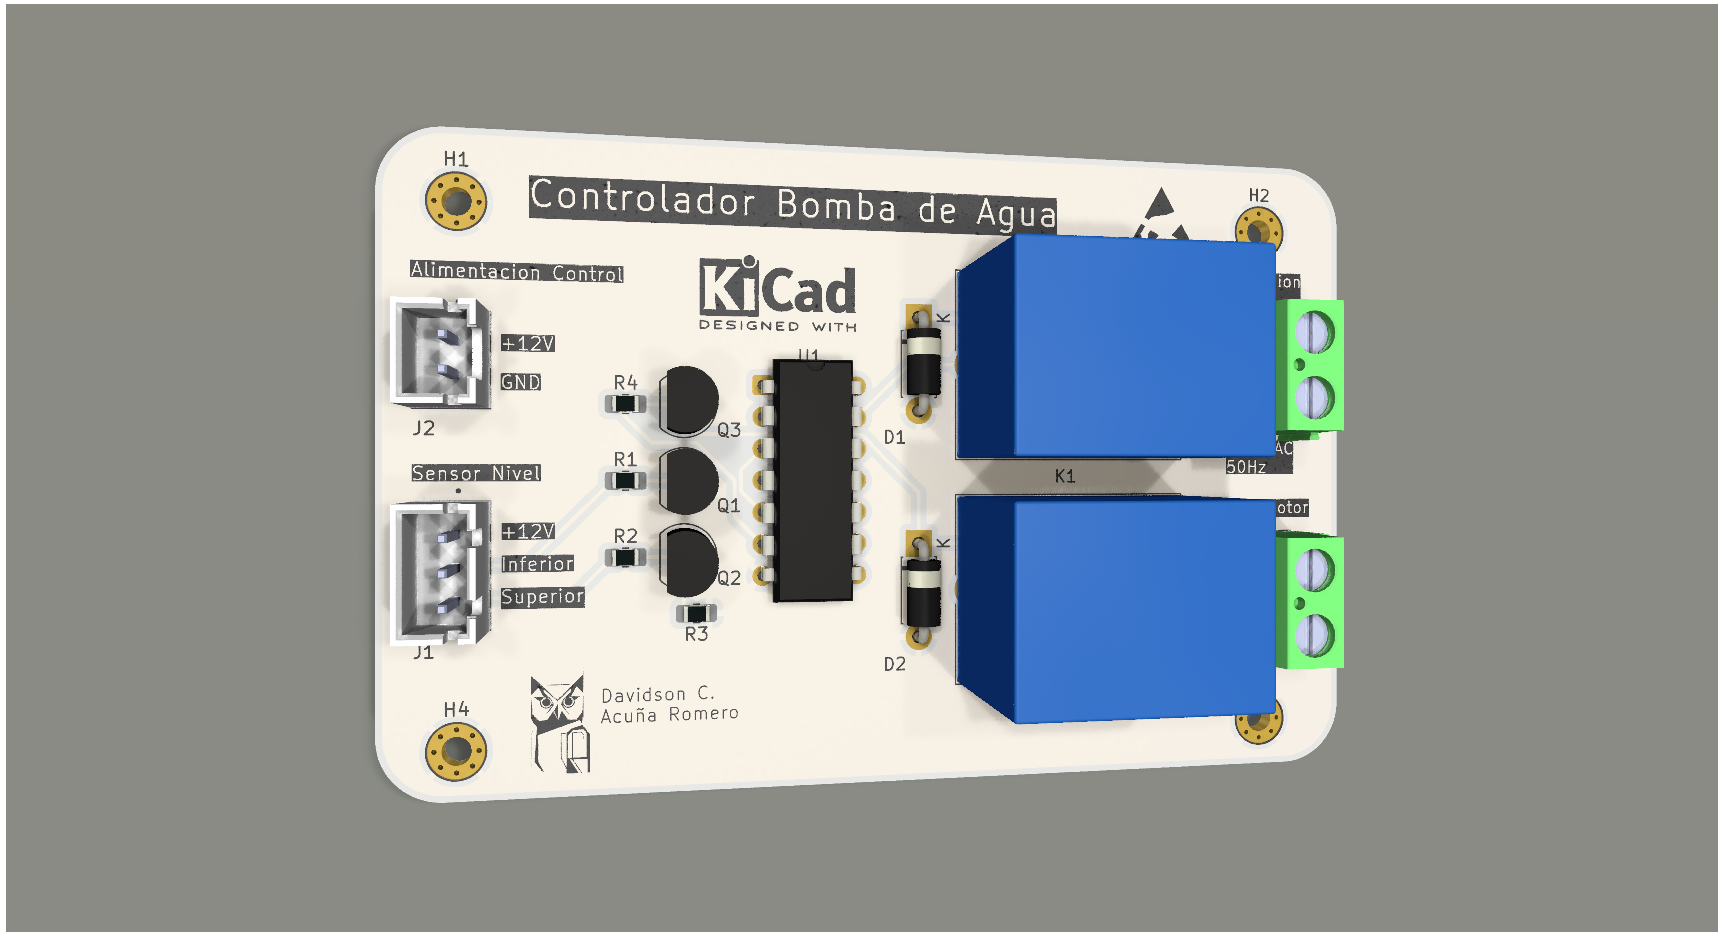 H1
H2
Controlador Bomba de Agua
Alimentacion Control
KiCad
DESIGNED WITH
+12V
GND
J2
R4
Q3
U1
K
D1
R1
Q1
K1
50Hz
Sensor Nivel
+12V
Inferior
Superior
J1
R2
Q2
R3
K
D2
H4
Davidson C.
Acuña Romero